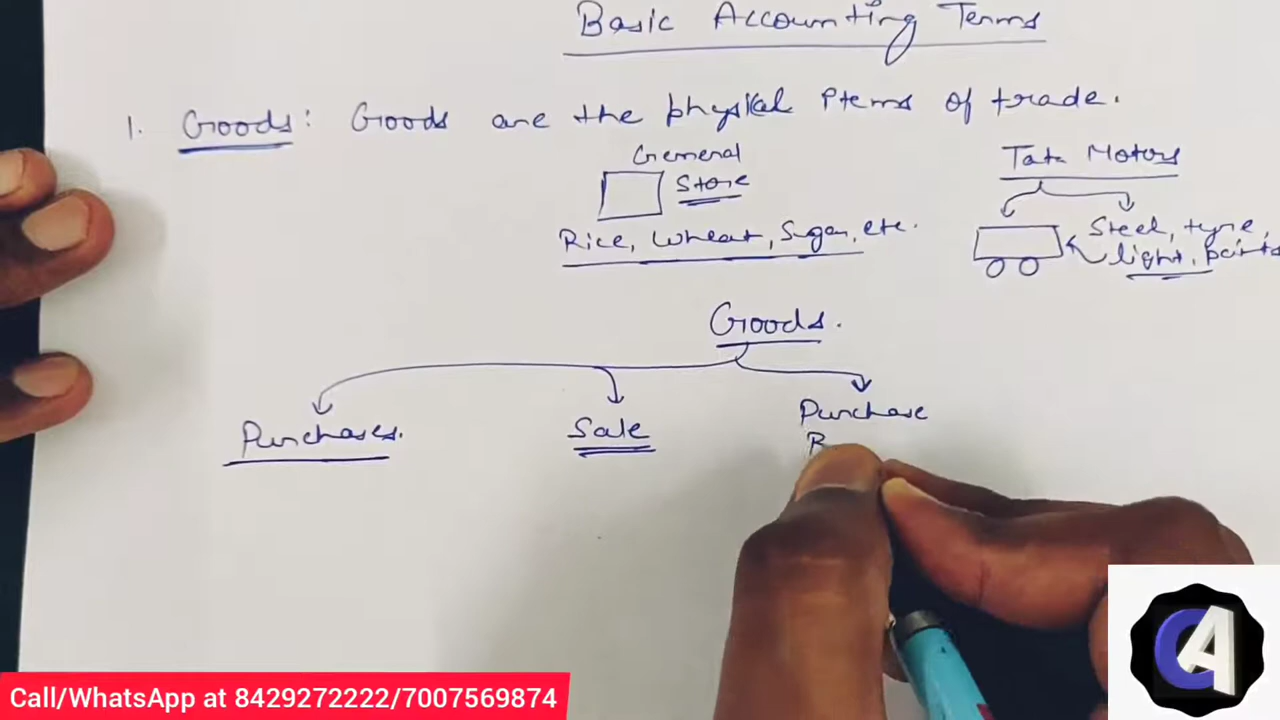 Basic Accounting Terms
1. Goods: Goods are the physical Items of trade.
General
Store
Rice, Wheat, Sugar, etc.
Tata Motors
Steel, tyre,
light, paints
Goods.
Purchases.
Sale
Purchase
R
CA
Call/WhatsApp at 8429272222/7007569874